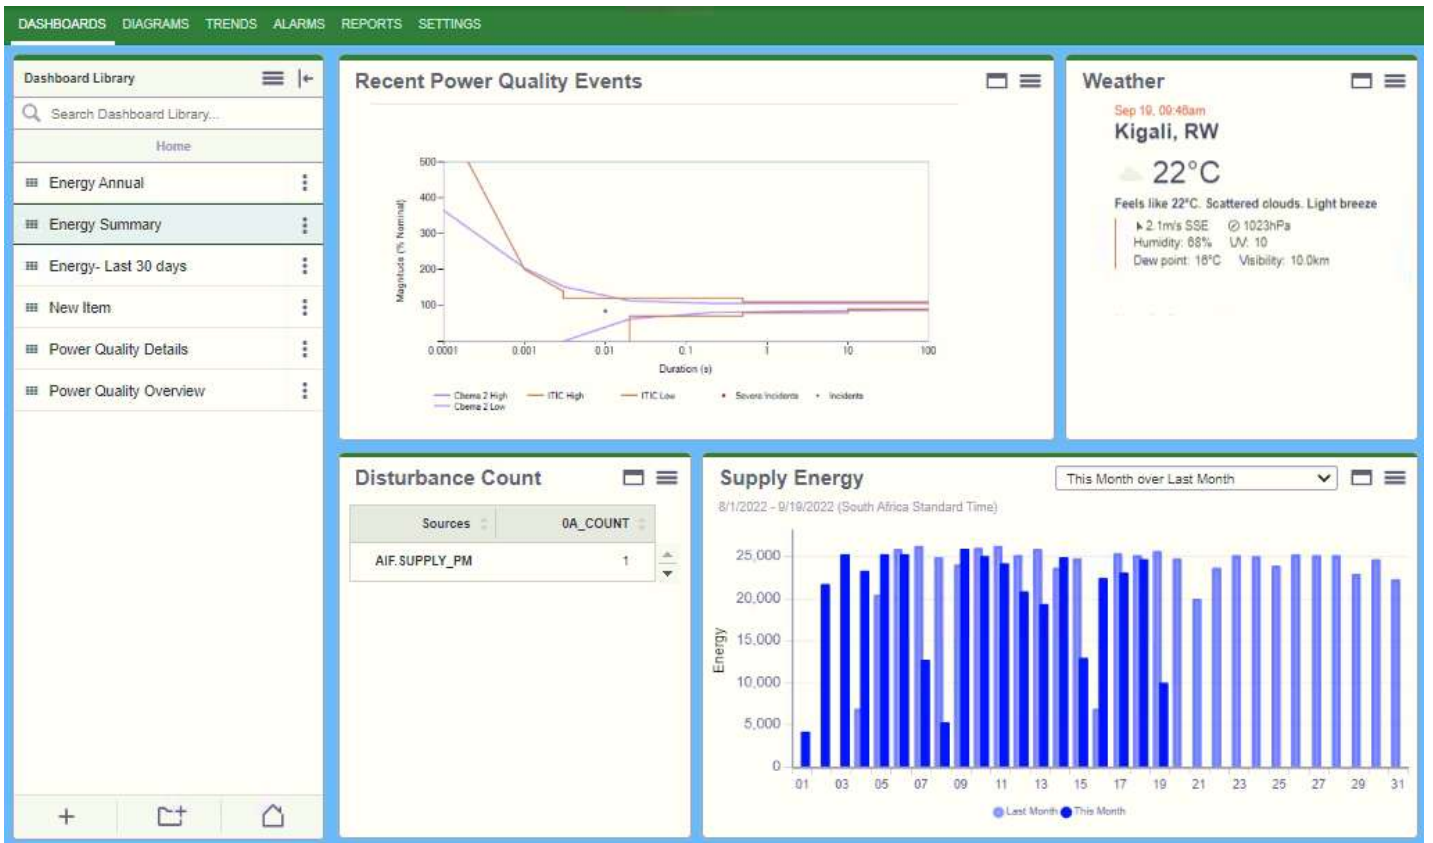 DASHBOARDS DIAGRAMS TRENDS ALARMS REPORTS SETTINGS
Dashboard Library
Search Dashboard Library...
Home
Energy Annual
Energy Summary
Energy- Last 30 days
New Item
Power Quality Details
Power Quality Overview
Recent Power Quality Events
Magnitude (% Nominal)
500
400
300
200
100
0.0001 0.001 0.01 0.1 1 10 100
Duration (s)
Cbema 2 High ITIC High ITIC Low Severe Incidents Incidents
Cbema 2 Low
Weather
Sep 19, 09:46am
Kigali, RW
22°C
Feels like 22°C. Scattered clouds. Light breeze
2.1m/s SSE 1023hPa
Humidity: 68% UV: 10
Dew point: 16°C Visibility: 10.0km
Disturbance Count
Sources 0A_COUNT
AIF.SUPPLY_PM 1
Supply Energy
This Month over Last Month
8/1/2022 - 9/19/2022 (South Africa Standard Time)
Energy
25,000
20,000
15,000
10,000
5,000
0
01 03 05 07 09 11 13 15 17 19 21 23 25 27 29 31
Last Month This Month